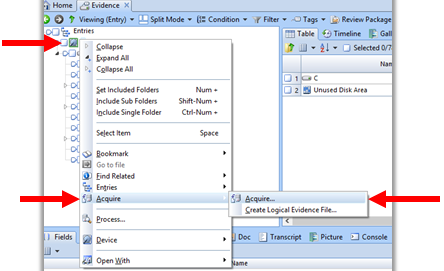 Home Evidence
Viewing (Entry) Split Mode Condition Filter Tags Review Package
Entries
Table Timeline Gall
Selected 0/7
Nam
1 C
2 Unused Disk Area
Collapse
Expand All
Collapse All
Set Included Folders Num +
Include Sub Folders Shift-Num +
Include Single Folder Ctrl-Num +
Select Item Space
Bookmark
Go to file
Find Related
Entries
Acquire
Acquire...
Create Logical Evidence File...
Process...
Device
Open With
Fields
Doc Transcript Picture Console
Name